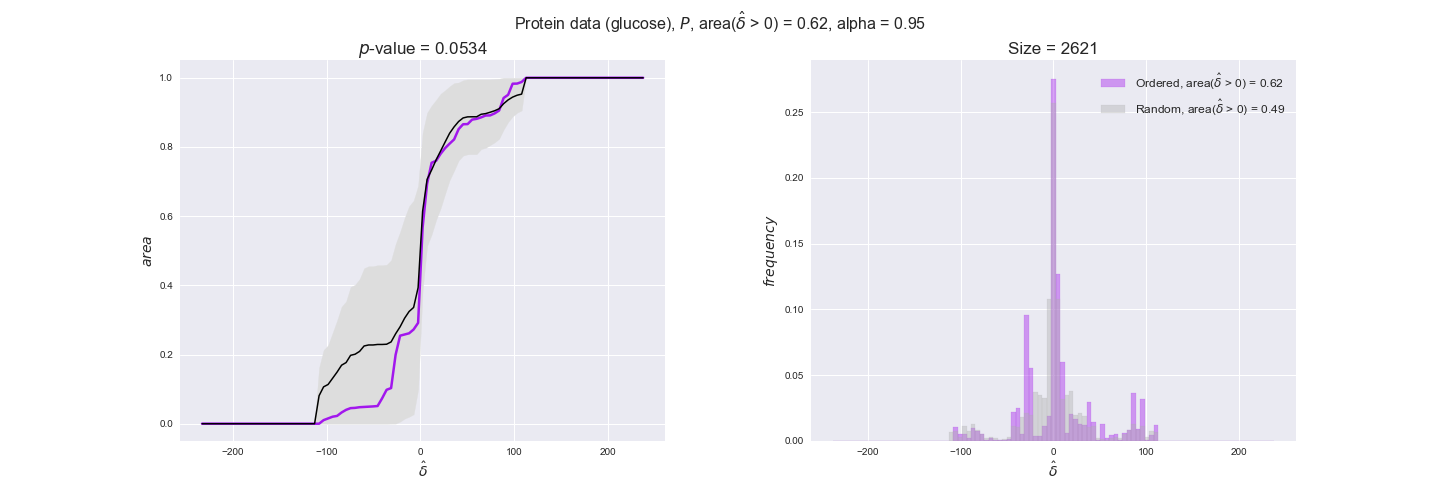 Protein data (glucose), P, area(δ̂ > 0) = 0.62, alpha = 0.95
p-value = 0.0534
1.0
0.8
0.6
0.4
0.2
0.0
area
−200 −100 0 100 200
δ̂
Size = 2621
Ordered, area(δ̂ > 0) = 0.62
Random, area(δ̂ > 0) = 0.49
0.25
0.20
0.15
0.10
0.05
0.00
frequency
−200 −100 0 100 200
δ̂